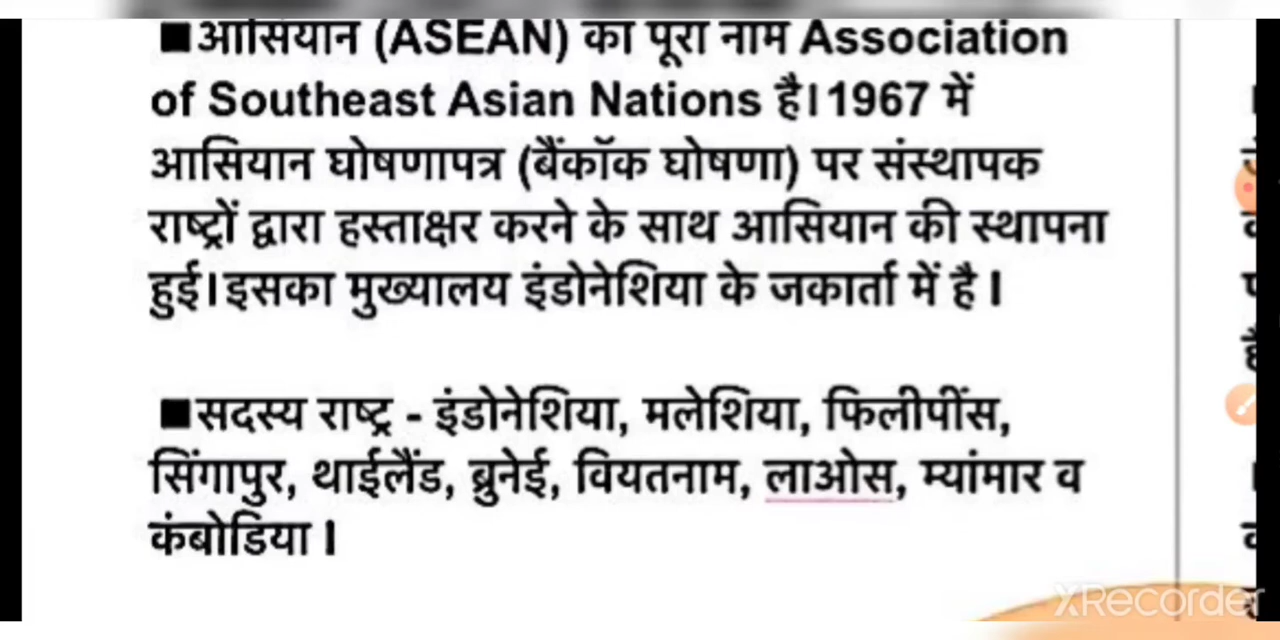 ■आसियान (ASEAN) का पूरा नाम Association
of Southeast Asian Nations है।1967 में
आसियान घोषणापत्र (बैंकॉक घोषणा) पर संस्थापक
राष्ट्रों द्वारा हस्ताक्षर करने के साथ आसियान की स्थापना
हुई।इसका मुख्यालय इंडोनेशिया के जकार्ता में है।
■सदस्य राष्ट्र - इंडोनेशिया, मलेशिया, फिलीपींस,
सिंगापुर, थाईलैंड, ब्रुनेई, वियतनाम, लाओस, म्यांमार व
कंबोडिया।
XRecorder